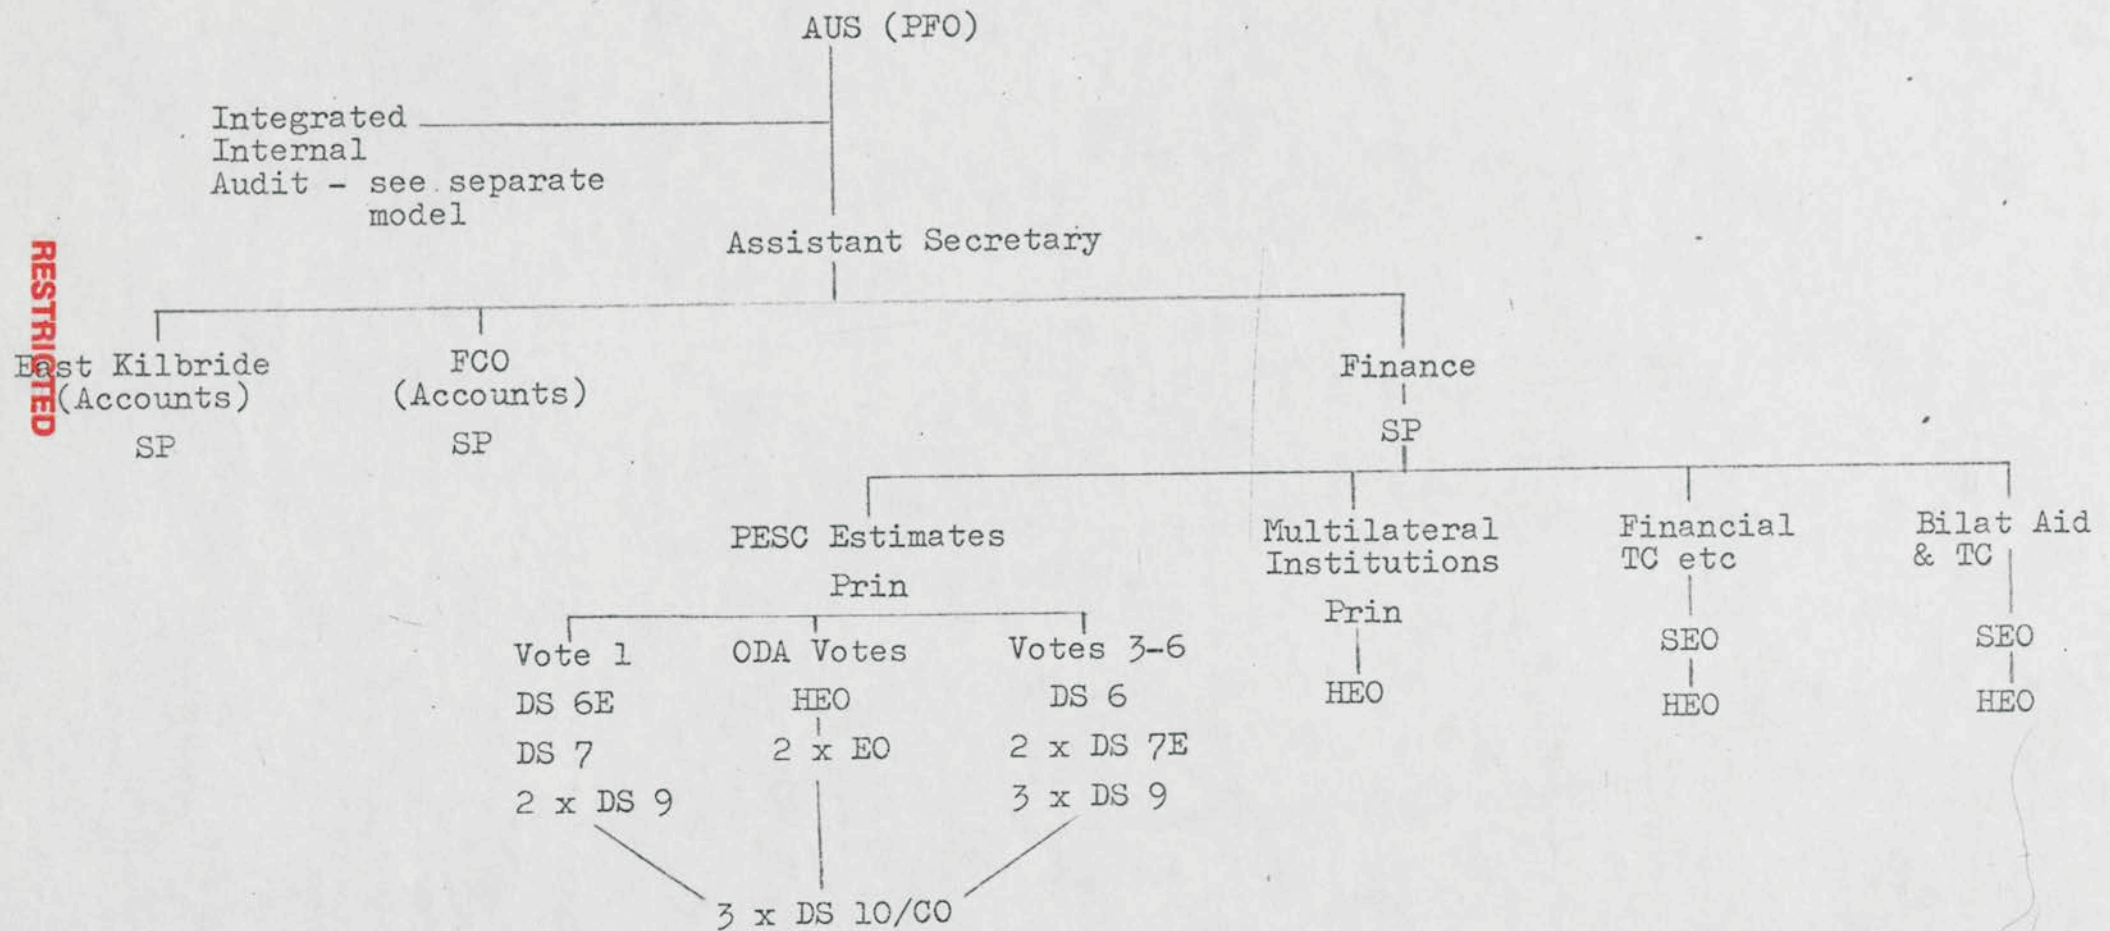 AUS (PFO)
Integrated
Internal
Audit - see separate
model
Assistant Secretary
RESTRICTED
East Kilbride
(Accounts)
SP
FCO
(Accounts)
SP
Finance
SP
PESC Estimates
Prin
Multilateral
Institutions
Prin
HEO
Financial
TC etc
SEO
HEO
Bilat Aid
& TC
SEO
HEO
Vote 1
DS 6E
DS 7
2 x DS 9
ODA Votes
HEO
2 x EO
Votes 3-6
DS 6
2 x DS 7E
3 x DS 9
3 x DS 10/CO